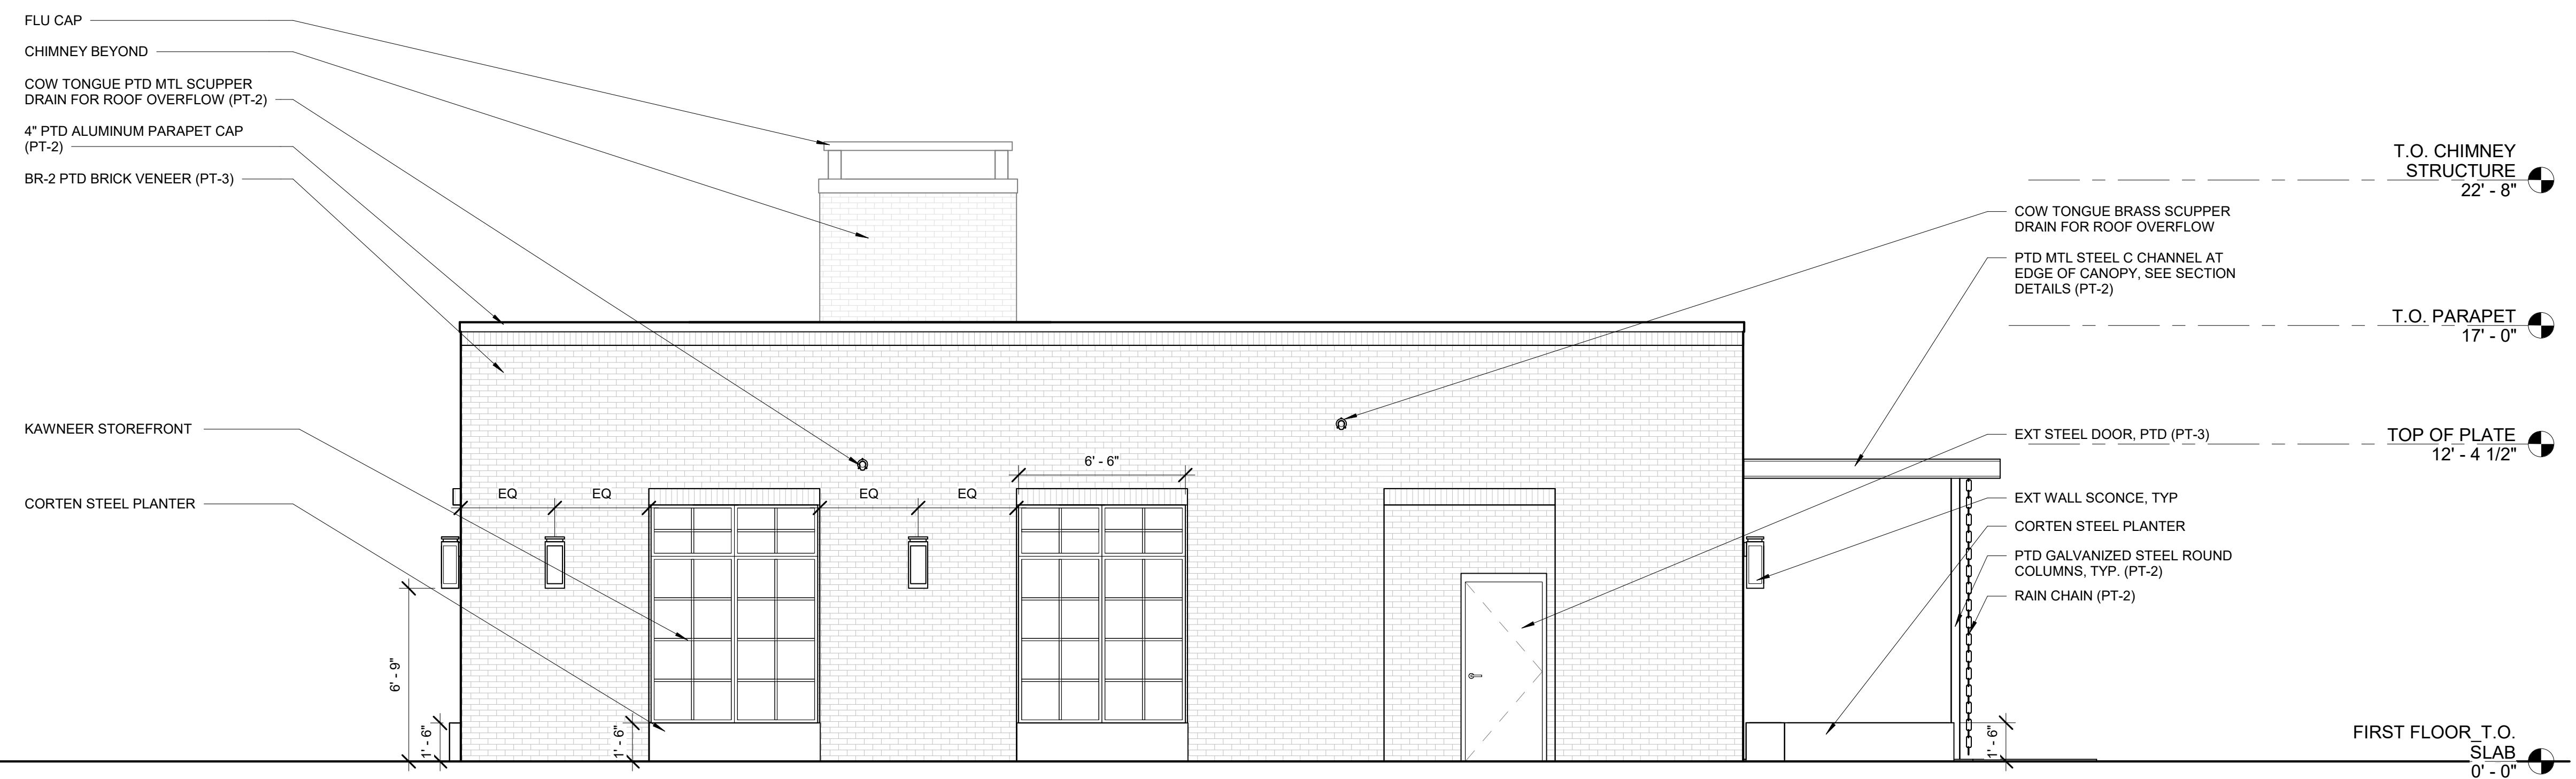 FLU CAP
CHIMNEY BEYOND
COW TONGUE PTD MTL SCUPPER
DRAIN FOR ROOF OVERFLOW (PT-2)
4" PTD ALUMINUM PARAPET CAP
(PT-2)
BR-2 PTD BRICK VENEER (PT-3)
KAWNEER STOREFRONT
CORTEN STEEL PLANTER
EQ
EQ
EQ
EQ
6' - 6"
6' - 9"
1' - 6"
1' - 6"
1' - 6"
COW TONGUE BRASS SCUPPER
DRAIN FOR ROOF OVERFLOW
PTD MTL STEEL C CHANNEL AT
EDGE OF CANOPY, SEE SECTION
DETAILS (PT-2)
EXT STEEL DOOR, PTD (PT-3)
EXT WALL SCONCE, TYP
CORTEN STEEL PLANTER
PTD GALVANIZED STEEL ROUND
COLUMNS, TYP. (PT-2)
RAIN CHAIN (PT-2)
T.O. CHIMNEY
STRUCTURE
22' - 8"
T.O. PARAPET
17' - 0"
TOP OF PLATE
12' - 4 1/2"
FIRST FLOOR_T.O.
SLAB
0' - 0"